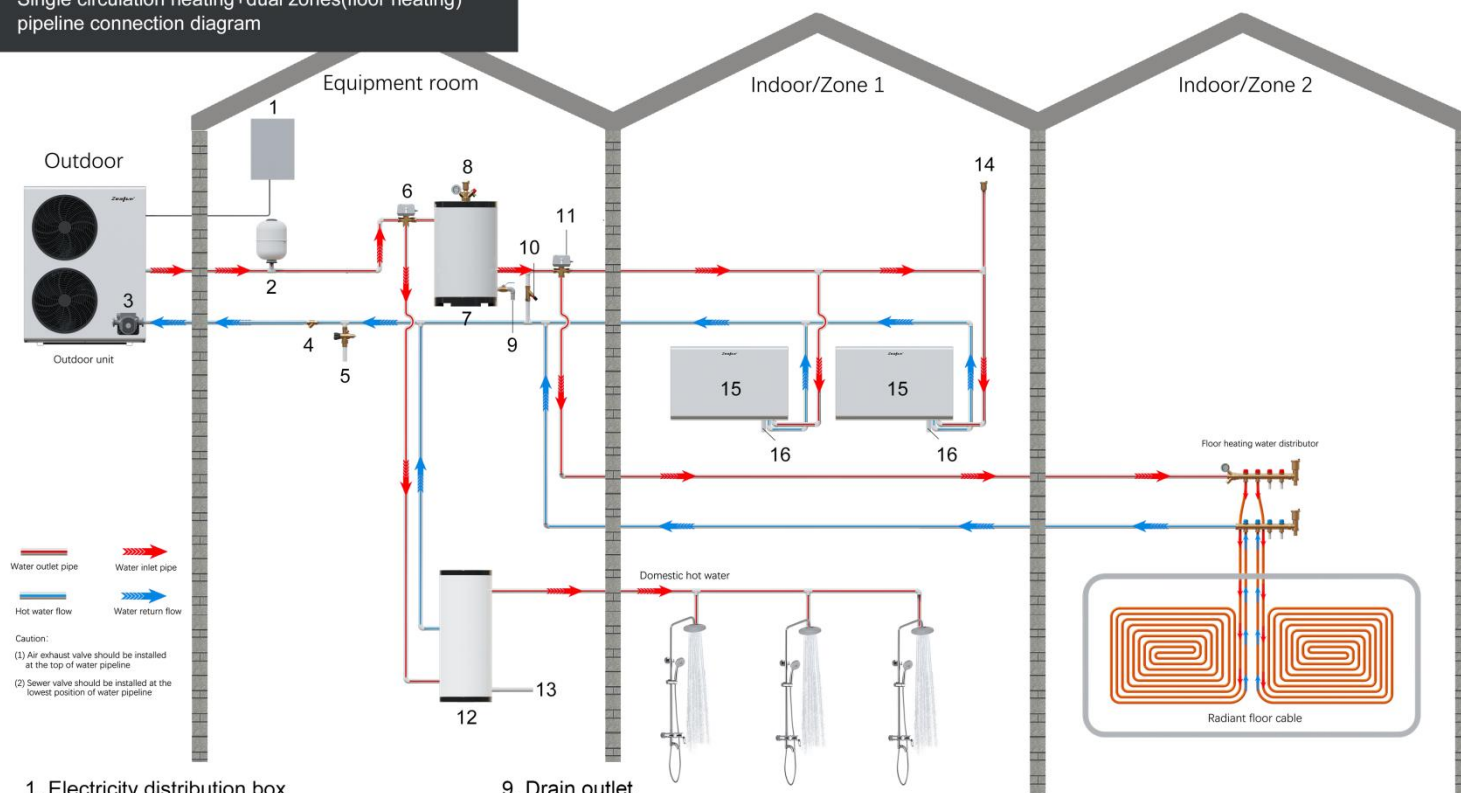 Single circulation heating+dual zones(floor heating)
pipeline connection diagram
Equipment room
Indoor/Zone 1
Indoor/Zone 2
Outdoor
1
2
3
Outdoor unit
4
5
6
7
8
9
10
11
12
13
14
15
15
16
16
Floor heating water distributor
Domestic hot water
Radiant floor cable
Water outlet pipe
Water inlet pipe
Hot water flow
Water return flow
Caution:
(1) Air exhaust valve should be installed
at the top of water pipeline
(2) Sewer valve should be installed at the
lowest position of water pipeline
1. Electricity distribution box
9. Drain outlet